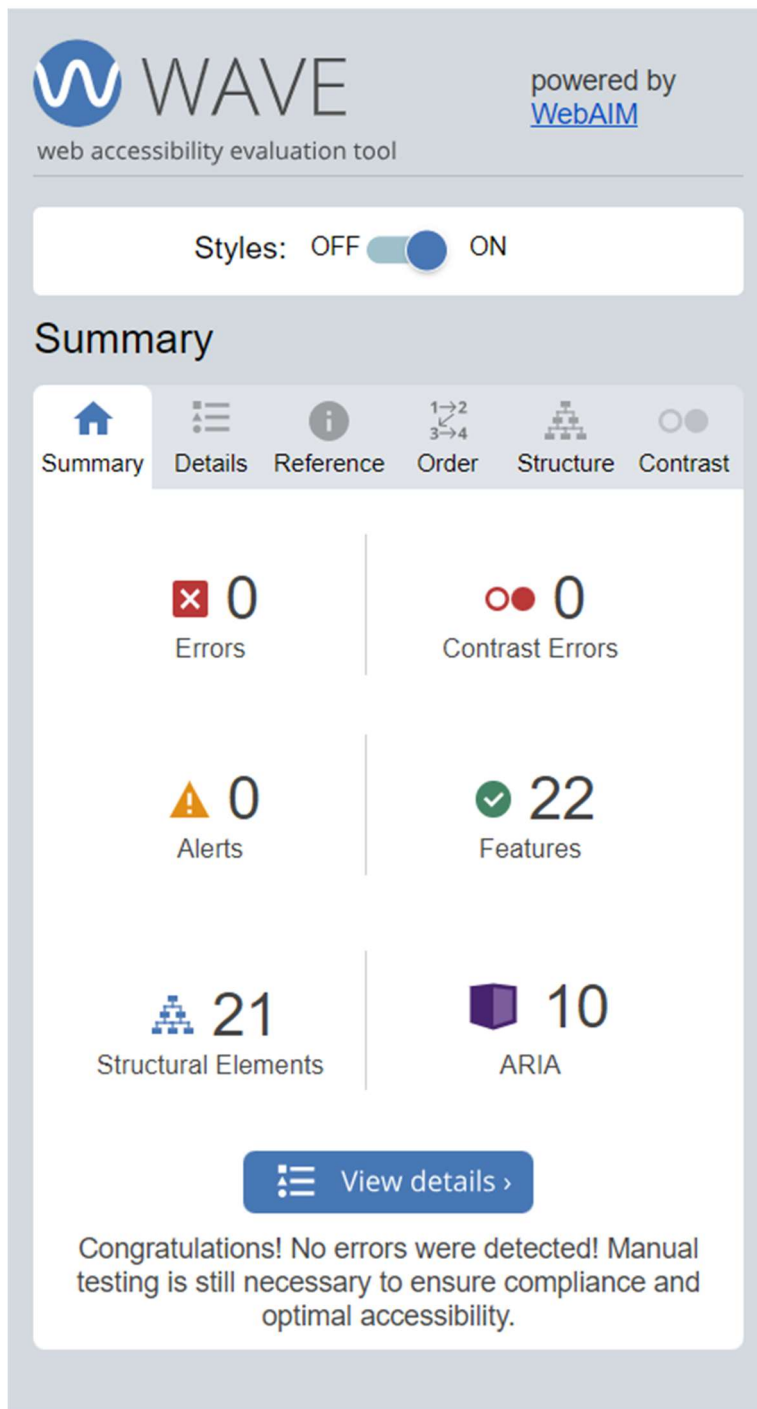 WAVE
powered by
WebAIM
web accessibility evaluation tool
Styles: OFF ON
Summary
1→2
3→4
Summary Details Reference Order Structure Contrast
0 0
Errors Contrast Errors
0 22
Alerts Features
21 10
Structural Elements ARIA
View details ›
Congratulations! No errors were detected! Manual
testing is still necessary to ensure compliance and
optimal accessibility.